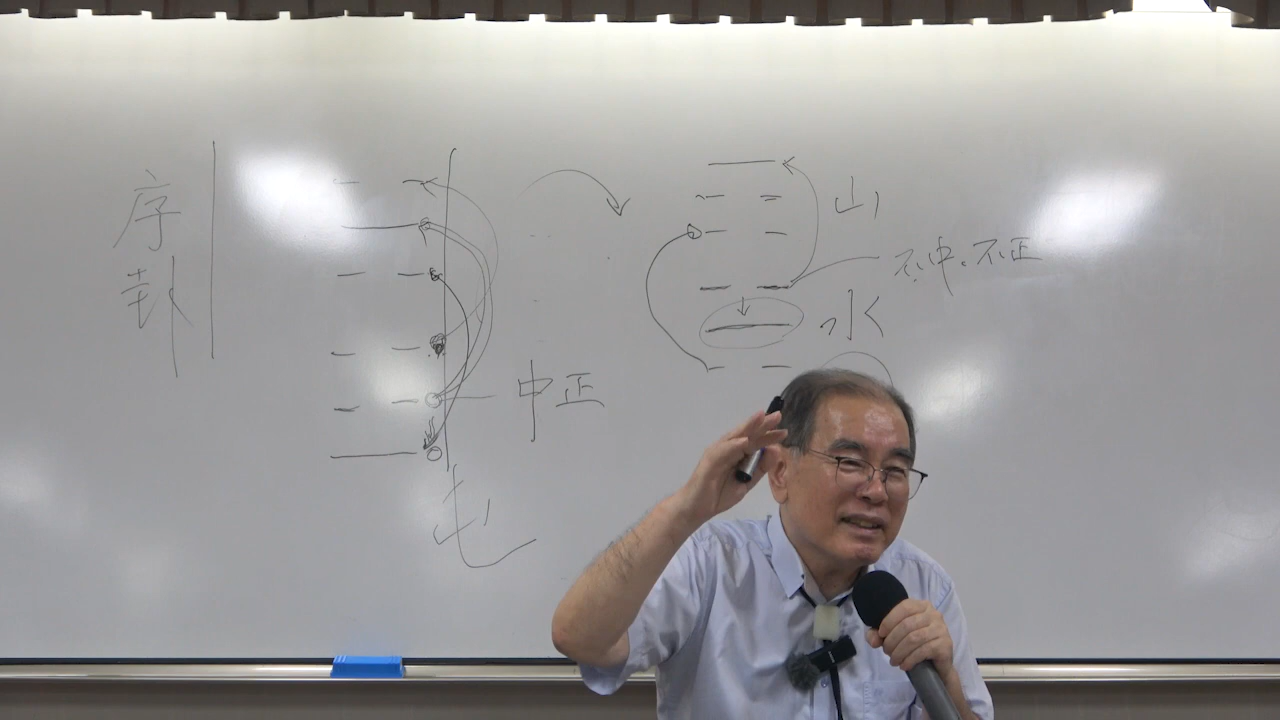 序卦
中正
屯
山
水
不中、不正